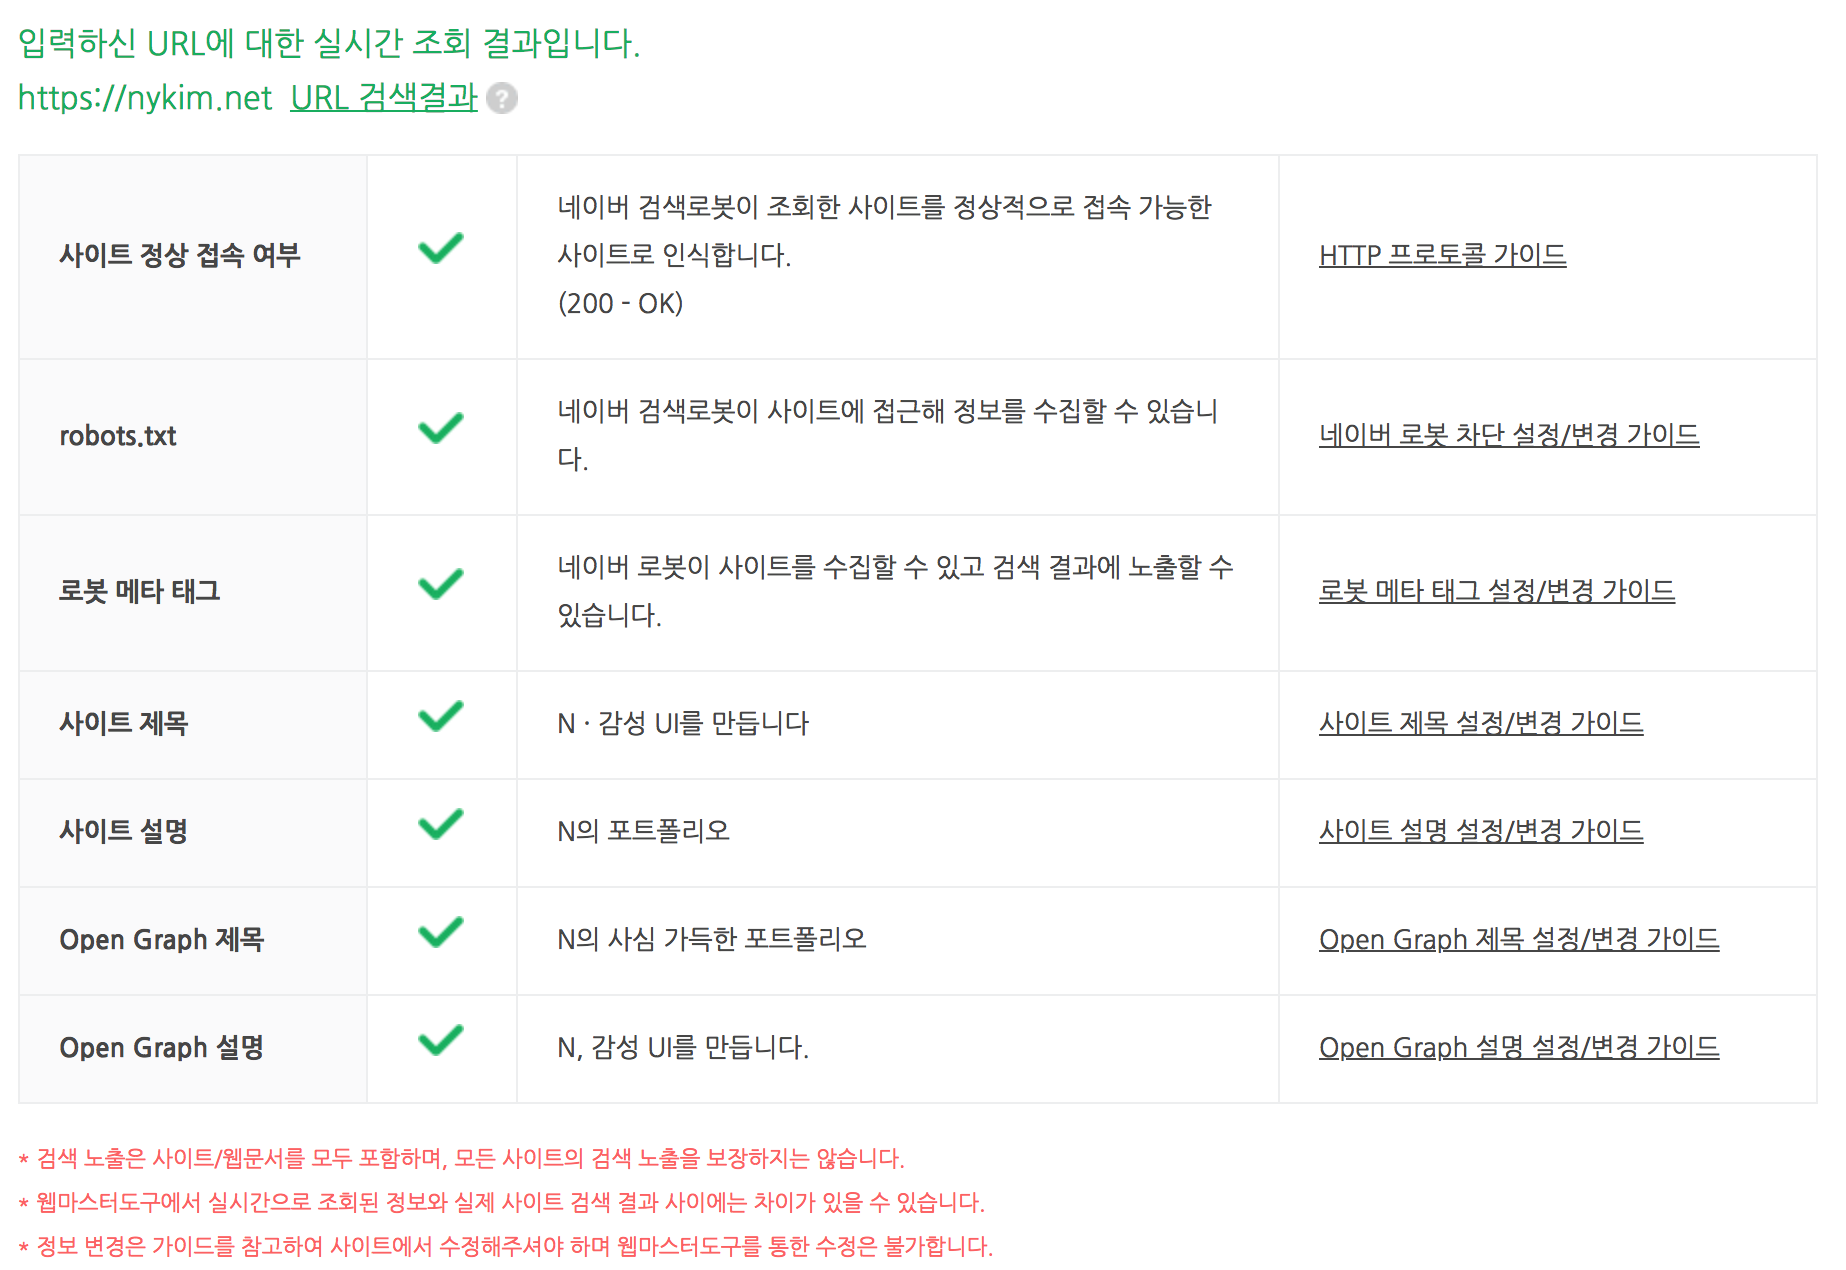 입력하신 URL에 대한 실시간 조회 결과입니다.
https://nykim.net URL 검색결과 ?
사이트 정상 접속 여부
네이버 검색로봇이 조회한 사이트를 정상적으로 접속 가능한
사이트로 인식합니다.
(200 - OK)
HTTP 프로토콜 가이드
robots.txt
네이버 검색로봇이 사이트에 접근해 정보를 수집할 수 있습니
다.
네이버 로봇 차단 설정/변경 가이드
로봇 메타 태그
네이버 로봇이 사이트를 수집할 수 있고 검색 결과에 노출할 수
있습니다.
로봇 메타 태그 설정/변경 가이드
사이트 제목
N · 감성 UI를 만듭니다
사이트 제목 설정/변경 가이드
사이트 설명
N의 포트폴리오
사이트 설명 설정/변경 가이드
Open Graph 제목
N의 사심 가득한 포트폴리오
Open Graph 제목 설정/변경 가이드
Open Graph 설명
N, 감성 UI를 만듭니다.
Open Graph 설명 설정/변경 가이드
* 검색 노출은 사이트/웹문서를 모두 포함하며, 모든 사이트의 검색 노출을 보장하지는 않습니다.
* 웹마스터도구에서 실시간으로 조회된 정보와 실제 사이트 검색 결과 사이에는 차이가 있을 수 있습니다.
* 정보 변경은 가이드를 참고하여 사이트에서 수정해주셔야 하며 웹마스터도구를 통한 수정은 불가합니다.